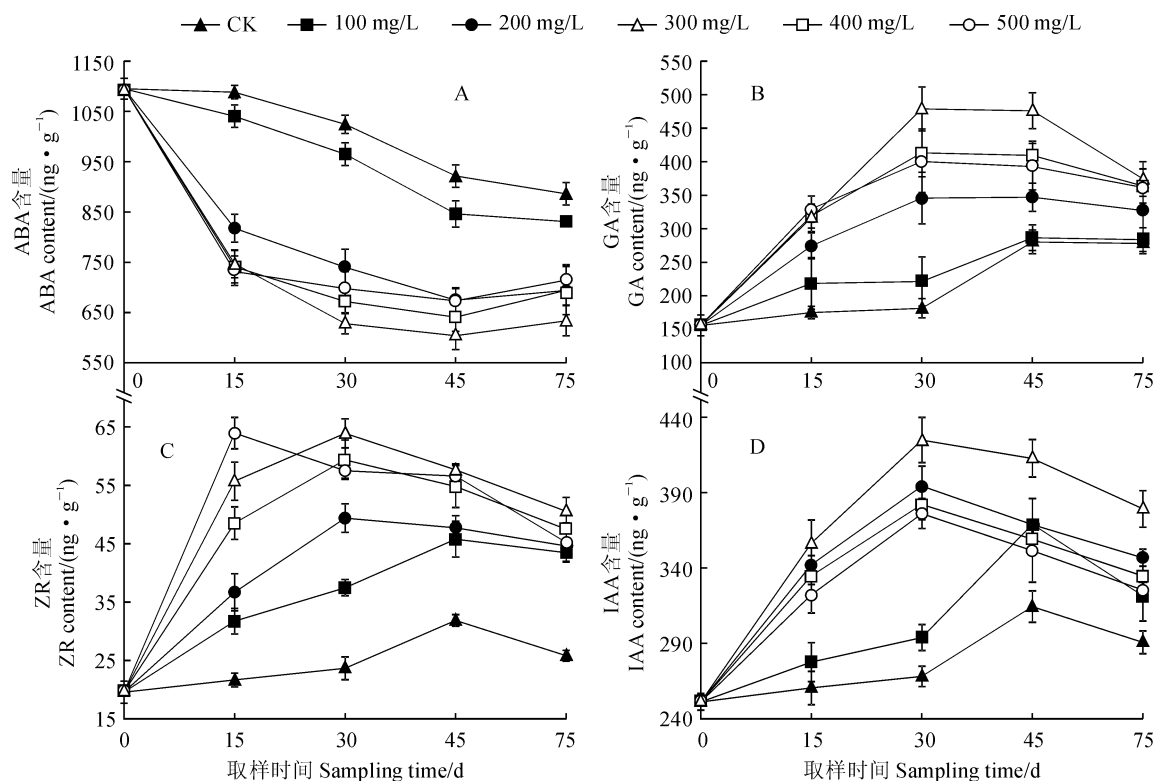 CK 100 mg/L 200 mg/L 300 mg/L 400 mg/L 500 mg/L
A
ABA含量
ABA content/(ng·g⁻¹)
1150
1050
950
850
750
650
550
0 15 30 45 75
B
GA含量
GA content/(ng·g⁻¹)
550
500
450
400
350
300
250
200
150
100
0 15 30 45 75
C
ZR含量
ZR content/(ng·g⁻¹)
65
55
45
35
25
15
0 15 30 45 75
取样时间 Sampling time/d
D
IAA含量
IAA content/(ng·g⁻¹)
440
390
340
290
240
0 15 30 45 75
取样时间 Sampling time/d